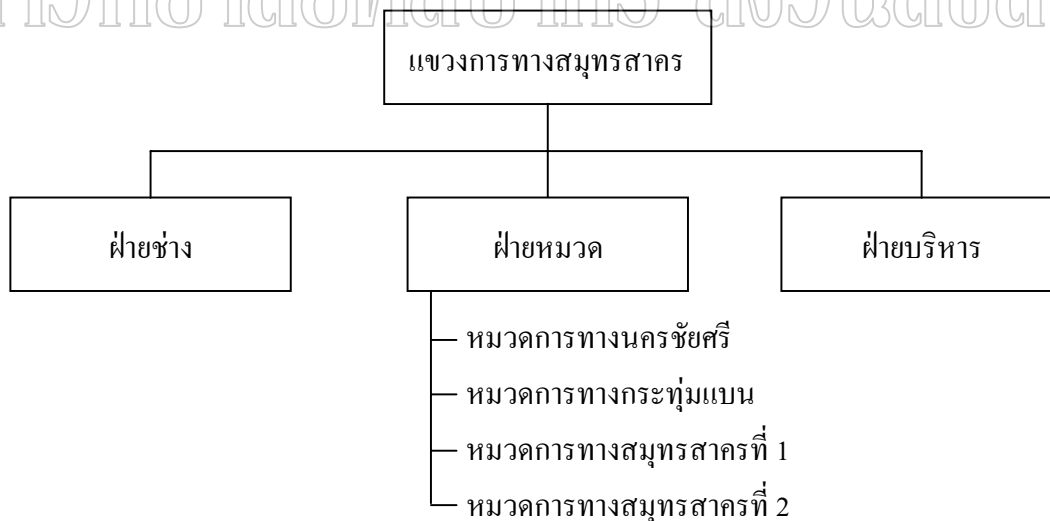 แขวงการทางสมุทรสาคร
ฝ่ายช่าง
ฝ่ายหมวด
ฝ่ายบริหาร
หมวดการทางนครชัยศรี
หมวดการทางกระทุ่มแบน
หมวดการทางสมุทรสาครที่ 1
หมวดการทางสมุทรสาครที่ 2